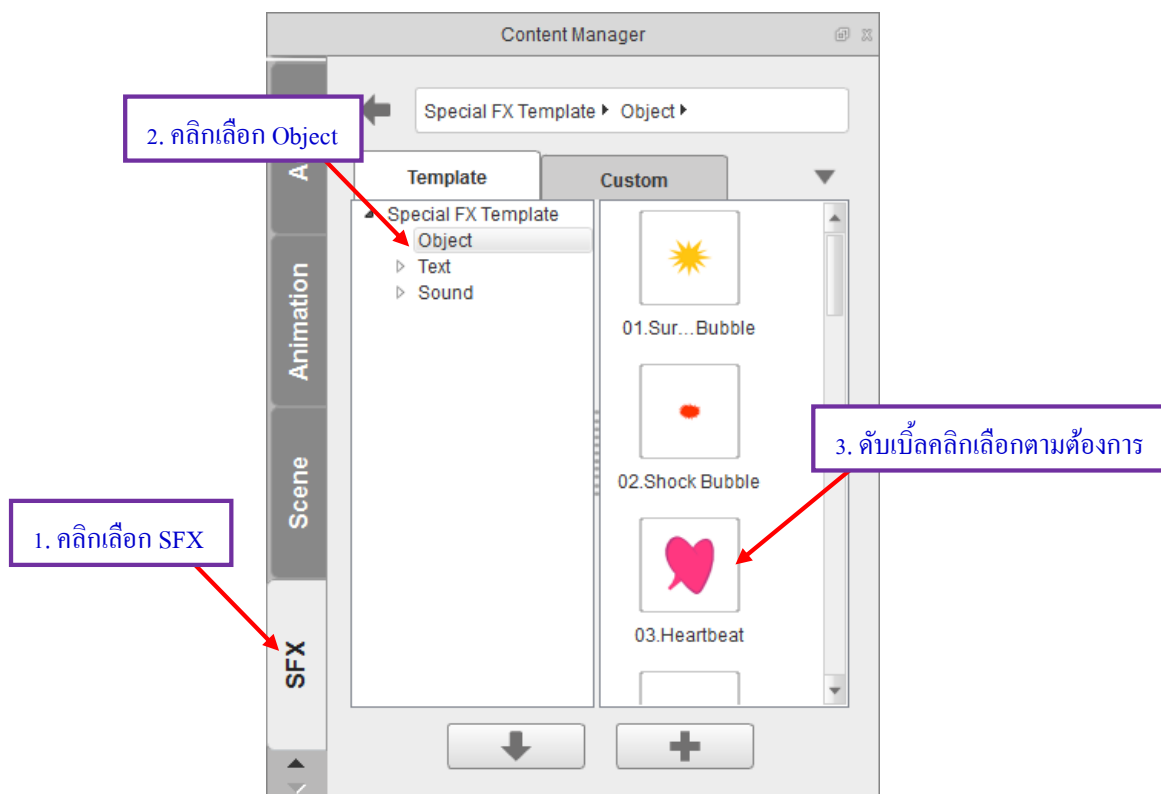 Content Manager
Special FX Template Object
2. คลิกเลือก Object
A
Template
Custom
Special FX Template
Object
Text
Sound
Animation
01.Sur...Bubble
02.Shock Bubble
3. ดับเบิ้ลคลิกเลือกตามต้องการ
Scene
1. คลิกเลือก SFX
03.Heartbeat
SFX